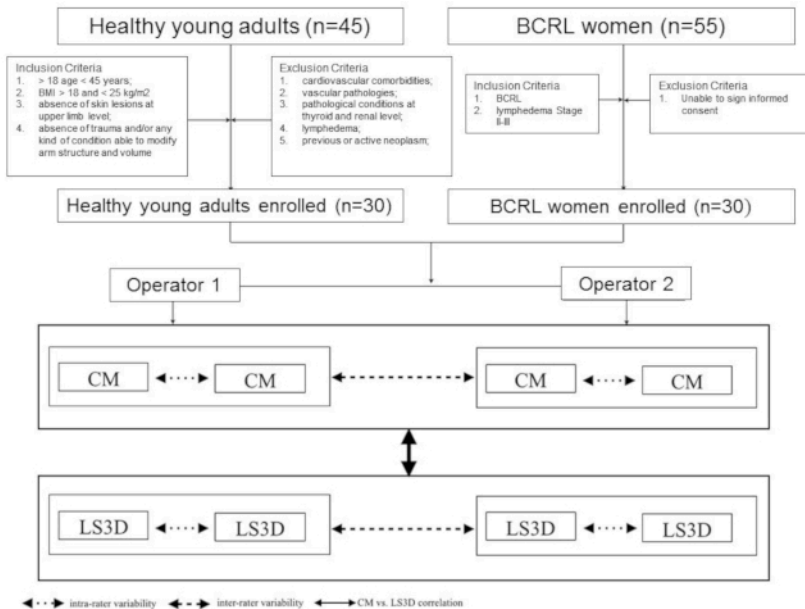 Healthy young adults (n=45)
BCRL women (n=55)
Inclusion Criteria
1. > 18 age < 45 years;
2. BMI > 18 and < 25 kg/m2
3. absence of skin lesions at
upper limb level;
4. absence of trauma and/or any
kind of condition able to modify
arm structure and volume
Exclusion Criteria
1. cardiovascular comorbidities;
2. vascular pathologies;
3. pathological conditions at
thyroid and renal level;
4. lymphedema;
5. previous or active neoplasm;
Inclusion Criteria
1. BCRL
2. lymphedema Stage
II-III
Exclusion Criteria
1. Unable to sign informed
consent
Healthy young adults enrolled (n=30)
BCRL women enrolled (n=30)
Operator 1
Operator 2
CM CM CM CM
LS3D LS3D LS3D LS3D
intra-rater variability inter-rater variability CM vs. LS3D correlation